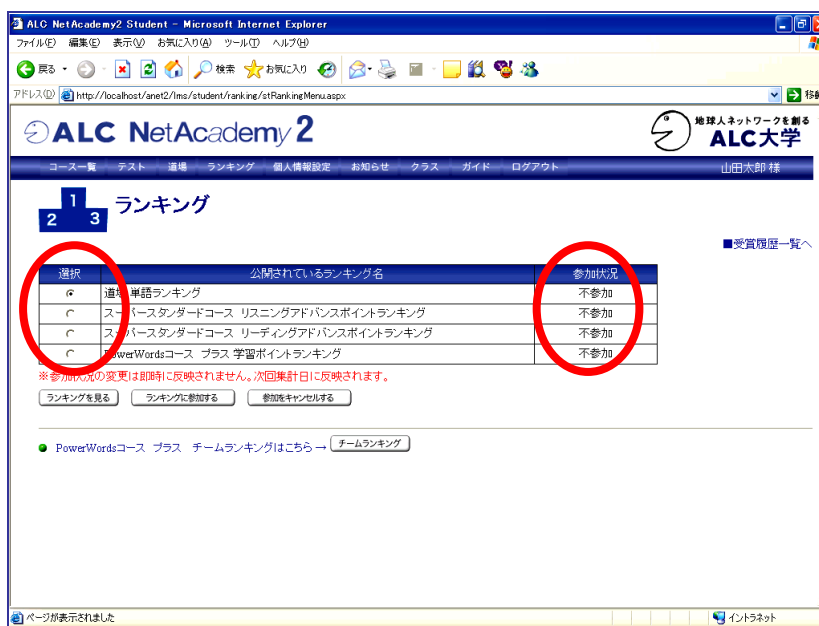 ALC NetAcademy2 Student - Microsoft Internet Explorer
ファイル(F) 編集(E) 表示(V) お気に入り(A) ツール(T) ヘルプ(H)
戻る 検索 お気に入り
アドレス(D) http://localhost/anet2/lms/student/ranking/stRankingMenu.aspx 移動
ALC NetAcademy 2
地球人ネットワークを創る
ALC大学
コース一覧 テスト 道場 ランキング 個人情報設定 お知らせ クラス ガイド ログアウト 山田太郎 様
1 2 3 ランキング
■受賞履歴一覧へ
選択 公開されているランキング名 参加状況
道場 単語ランキング 不参加
スーパースタンダードコース リスニングアドバンスポイントランキング 不参加
スーパースタンダードコース リーディングアドバンスポイントランキング 不参加
PowerWordsコース プラス 学習ポイントランキング 不参加
※参加状況の変更は即時に反映されません。次回集計日に反映されます。
ランキングを見る ランキングに参加する 参加をキャンセルする
PowerWordsコース プラス チームランキングはこちら→ チームランキング
ページが表示されました イントラネット